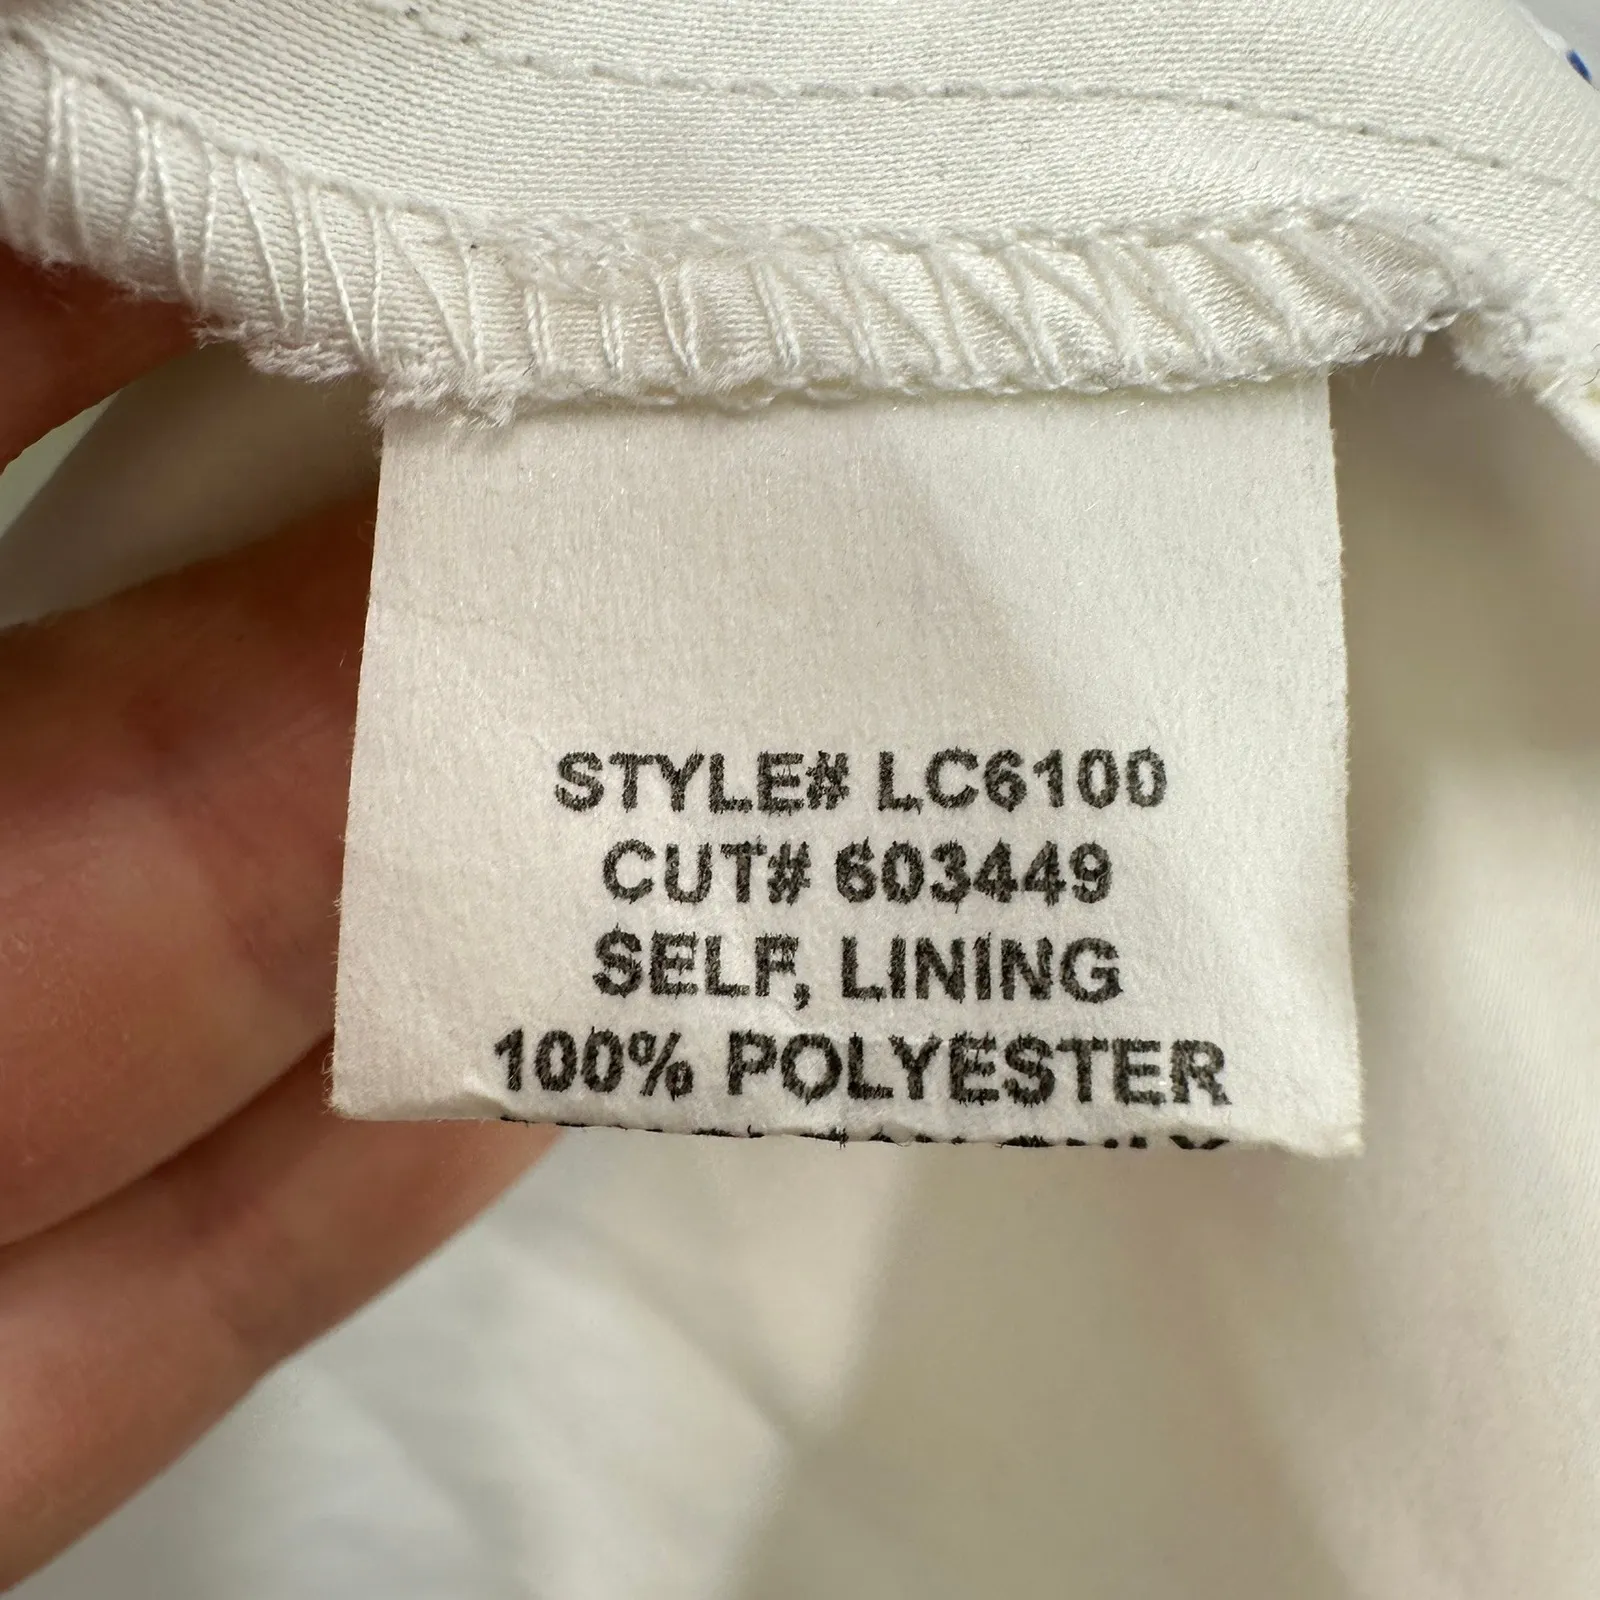 STYLE# LC6100
CUT# 603449
SELF, LINING
100% POLYESTER